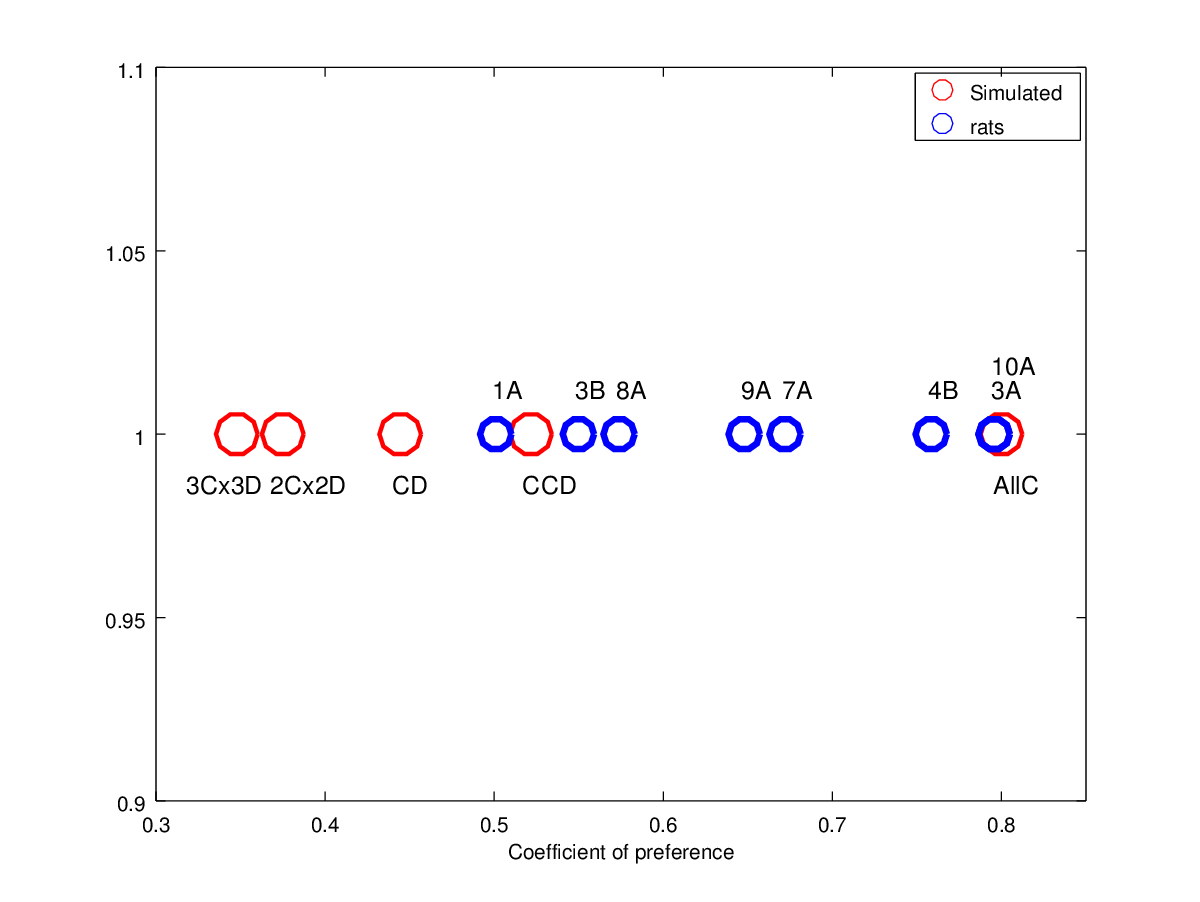 1.1
Simulated
rats
1.05
10A
1A 3B 8A 9A 7A 4B 3A
1
3Cx3D 2Cx2D CD CCD AllC
0.95
0.9
0.3 0.4 0.5 0.6 0.7 0.8
Coefficient of preference